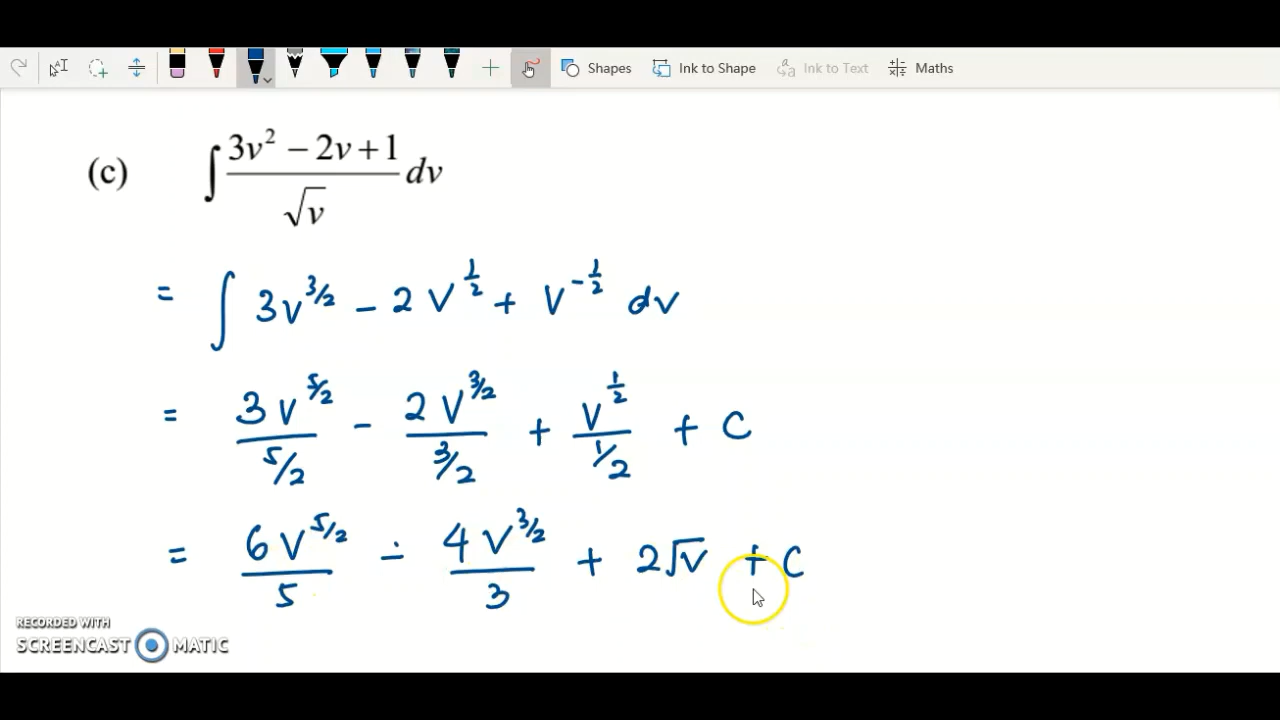 Shapes Ink to Shape Ink to Text Maths
(c) ∫ (3v² − 2v + 1)/√v dv
= ∫ 3v^(3/2) − 2v^(1/2) + v^(−1/2) dv
= 3v^(5/2)/(5/2) − 2v^(3/2)/(3/2) + v^(1/2)/(1/2) + C
= 6v^(5/2)/5 ∸ 4v^(3/2)/3 + 2√v + C
RECORDED WITH
SCREENCAST MATIC